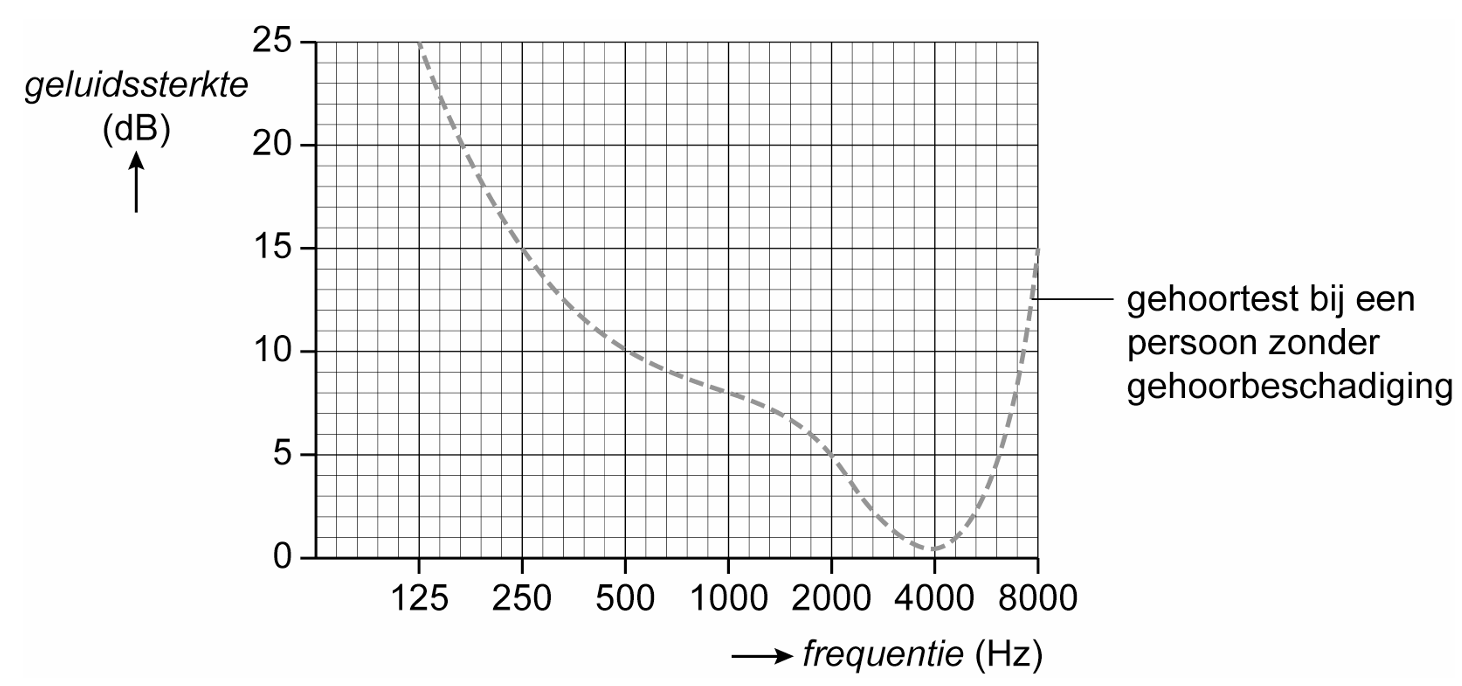 25
geluidssterkte
(dB)
20
15
gehoortest bij een
persoon zonder
gehoorbeschadiging
10
5
0
125 250 500 1000 2000 4000 8000
frequentie (Hz)